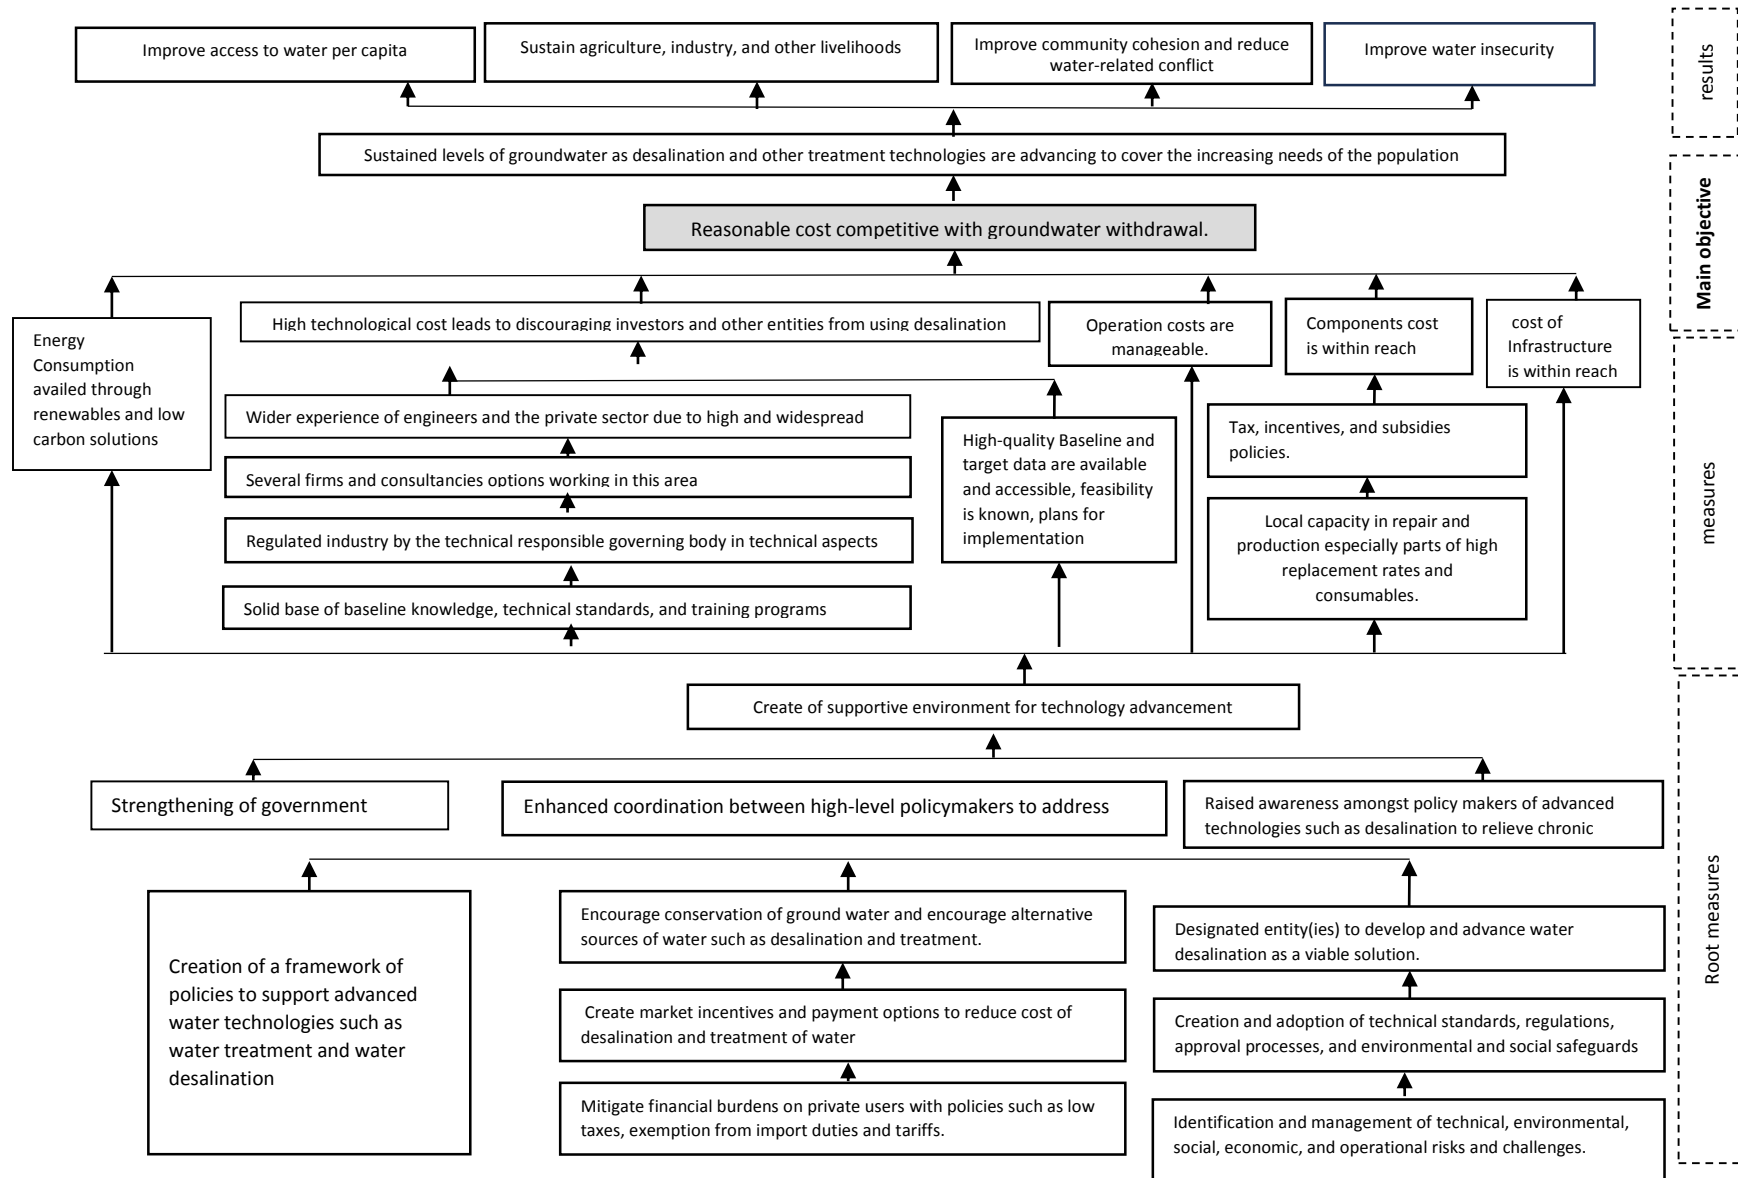 Improve access to water per capita
Sustain agriculture, industry, and other livelihoods
Improve community cohesion and reduce
water-related conflict
Improve water insecurity
results
Sustained levels of groundwater as desalination and other treatment technologies are advancing to cover the increasing needs of the population
Reasonable cost competitive with groundwater withdrawal.
Main objective
Energy
Consumption
availed through
renewables and low
carbon solutions
High technological cost leads to discouraging investors and other entities from using desalination
Operation costs are
manageable.
Components cost
is within reach
cost of
Infrastructure
is within reach
Wider experience of engineers and the private sector due to high and widespread
Several firms and consultancies options working in this area
Regulated industry by the technical responsible governing body in technical aspects
Solid base of baseline knowledge, technical standards, and training programs
High-quality Baseline and
target data are available
and accessible, feasibility
is known, plans for
implementation
Tax, incentives, and subsidies
policies.
Local capacity in repair and
production especially parts of high
replacement rates and
consumables.
measures
Create of supportive environment for technology advancement
Strengthening of government
Enhanced coordination between high-level policymakers to address
Raised awareness amongst policy makers of advanced
technologies such as desalination to relieve chronic
Creation of a framework of
policies to support advanced
water technologies such as
water treatment and water
desalination
Encourage conservation of ground water and encourage alternative
sources of water such as desalination and treatment.
Create market incentives and payment options to reduce cost of
desalination and treatment of water
Mitigate financial burdens on private users with policies such as low
taxes, exemption from import duties and tariffs.
Designated entity(ies) to develop and advance water
desalination as a viable solution.
Creation and adoption of technical standards, regulations,
approval processes, and environmental and social safeguards
Identification and management of technical, environmental,
social, economic, and operational risks and challenges.
Root measures